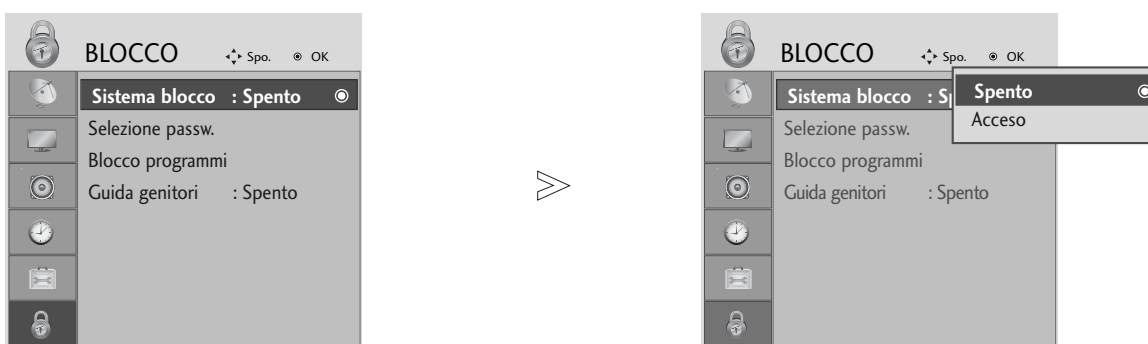 BLOCCO Spo. OK
Sistema blocco : Spento
Selezione passw.
Blocco programmi
Guida genitori : Spento
BLOCCO Spo. OK
Sistema blocco : Sp
Spento
Acceso
Selezione passw.
Blocco programmi
Guida genitori : Spento